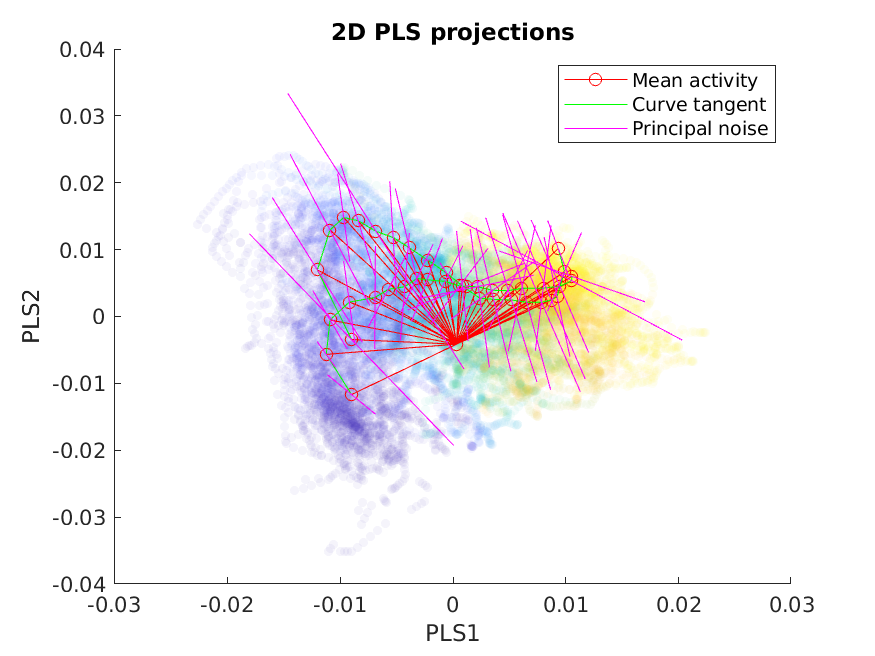 2D PLS projections
Mean activity
Curve tangent
Principal noise
0.04
0.03
0.02
0.01
0
-0.01
-0.02
-0.03
-0.04
PLS2
-0.03
-0.02
-0.01
0
0.01
0.02
0.03
PLS1